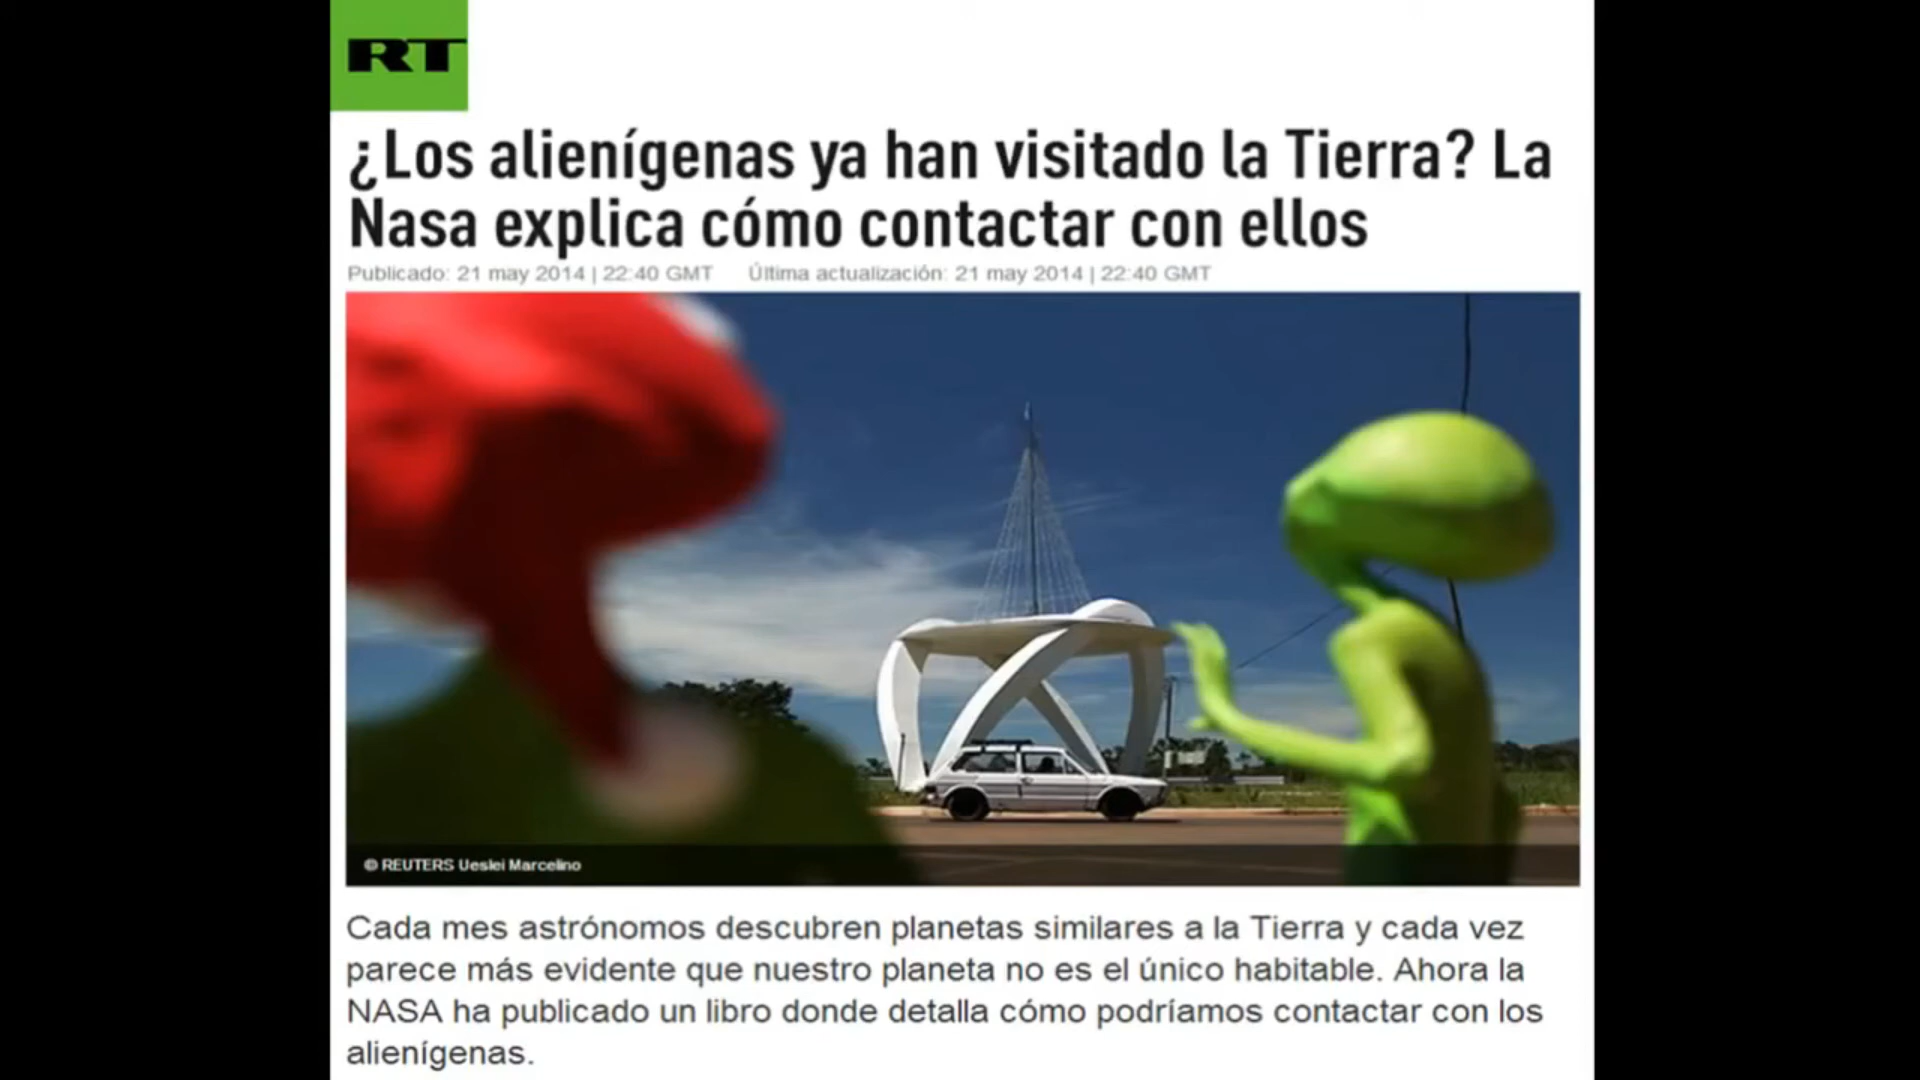 RT
¿Los alienígenas ya han visitado la Tierra? La
Nasa explica cómo contactar con ellos
Publicado: 21 may 2014 | 22:40 GMT Última actualización: 21 may 2014 | 22:40 GMT
© REUTERS Ueslei Marcelino
Cada mes astrónomos descubren planetas similares a la Tierra y cada vez
parece más evidente que nuestro planeta no es el único habitable. Ahora la
NASA ha publicado un libro donde detalla cómo podríamos contactar con los
alienígenas.